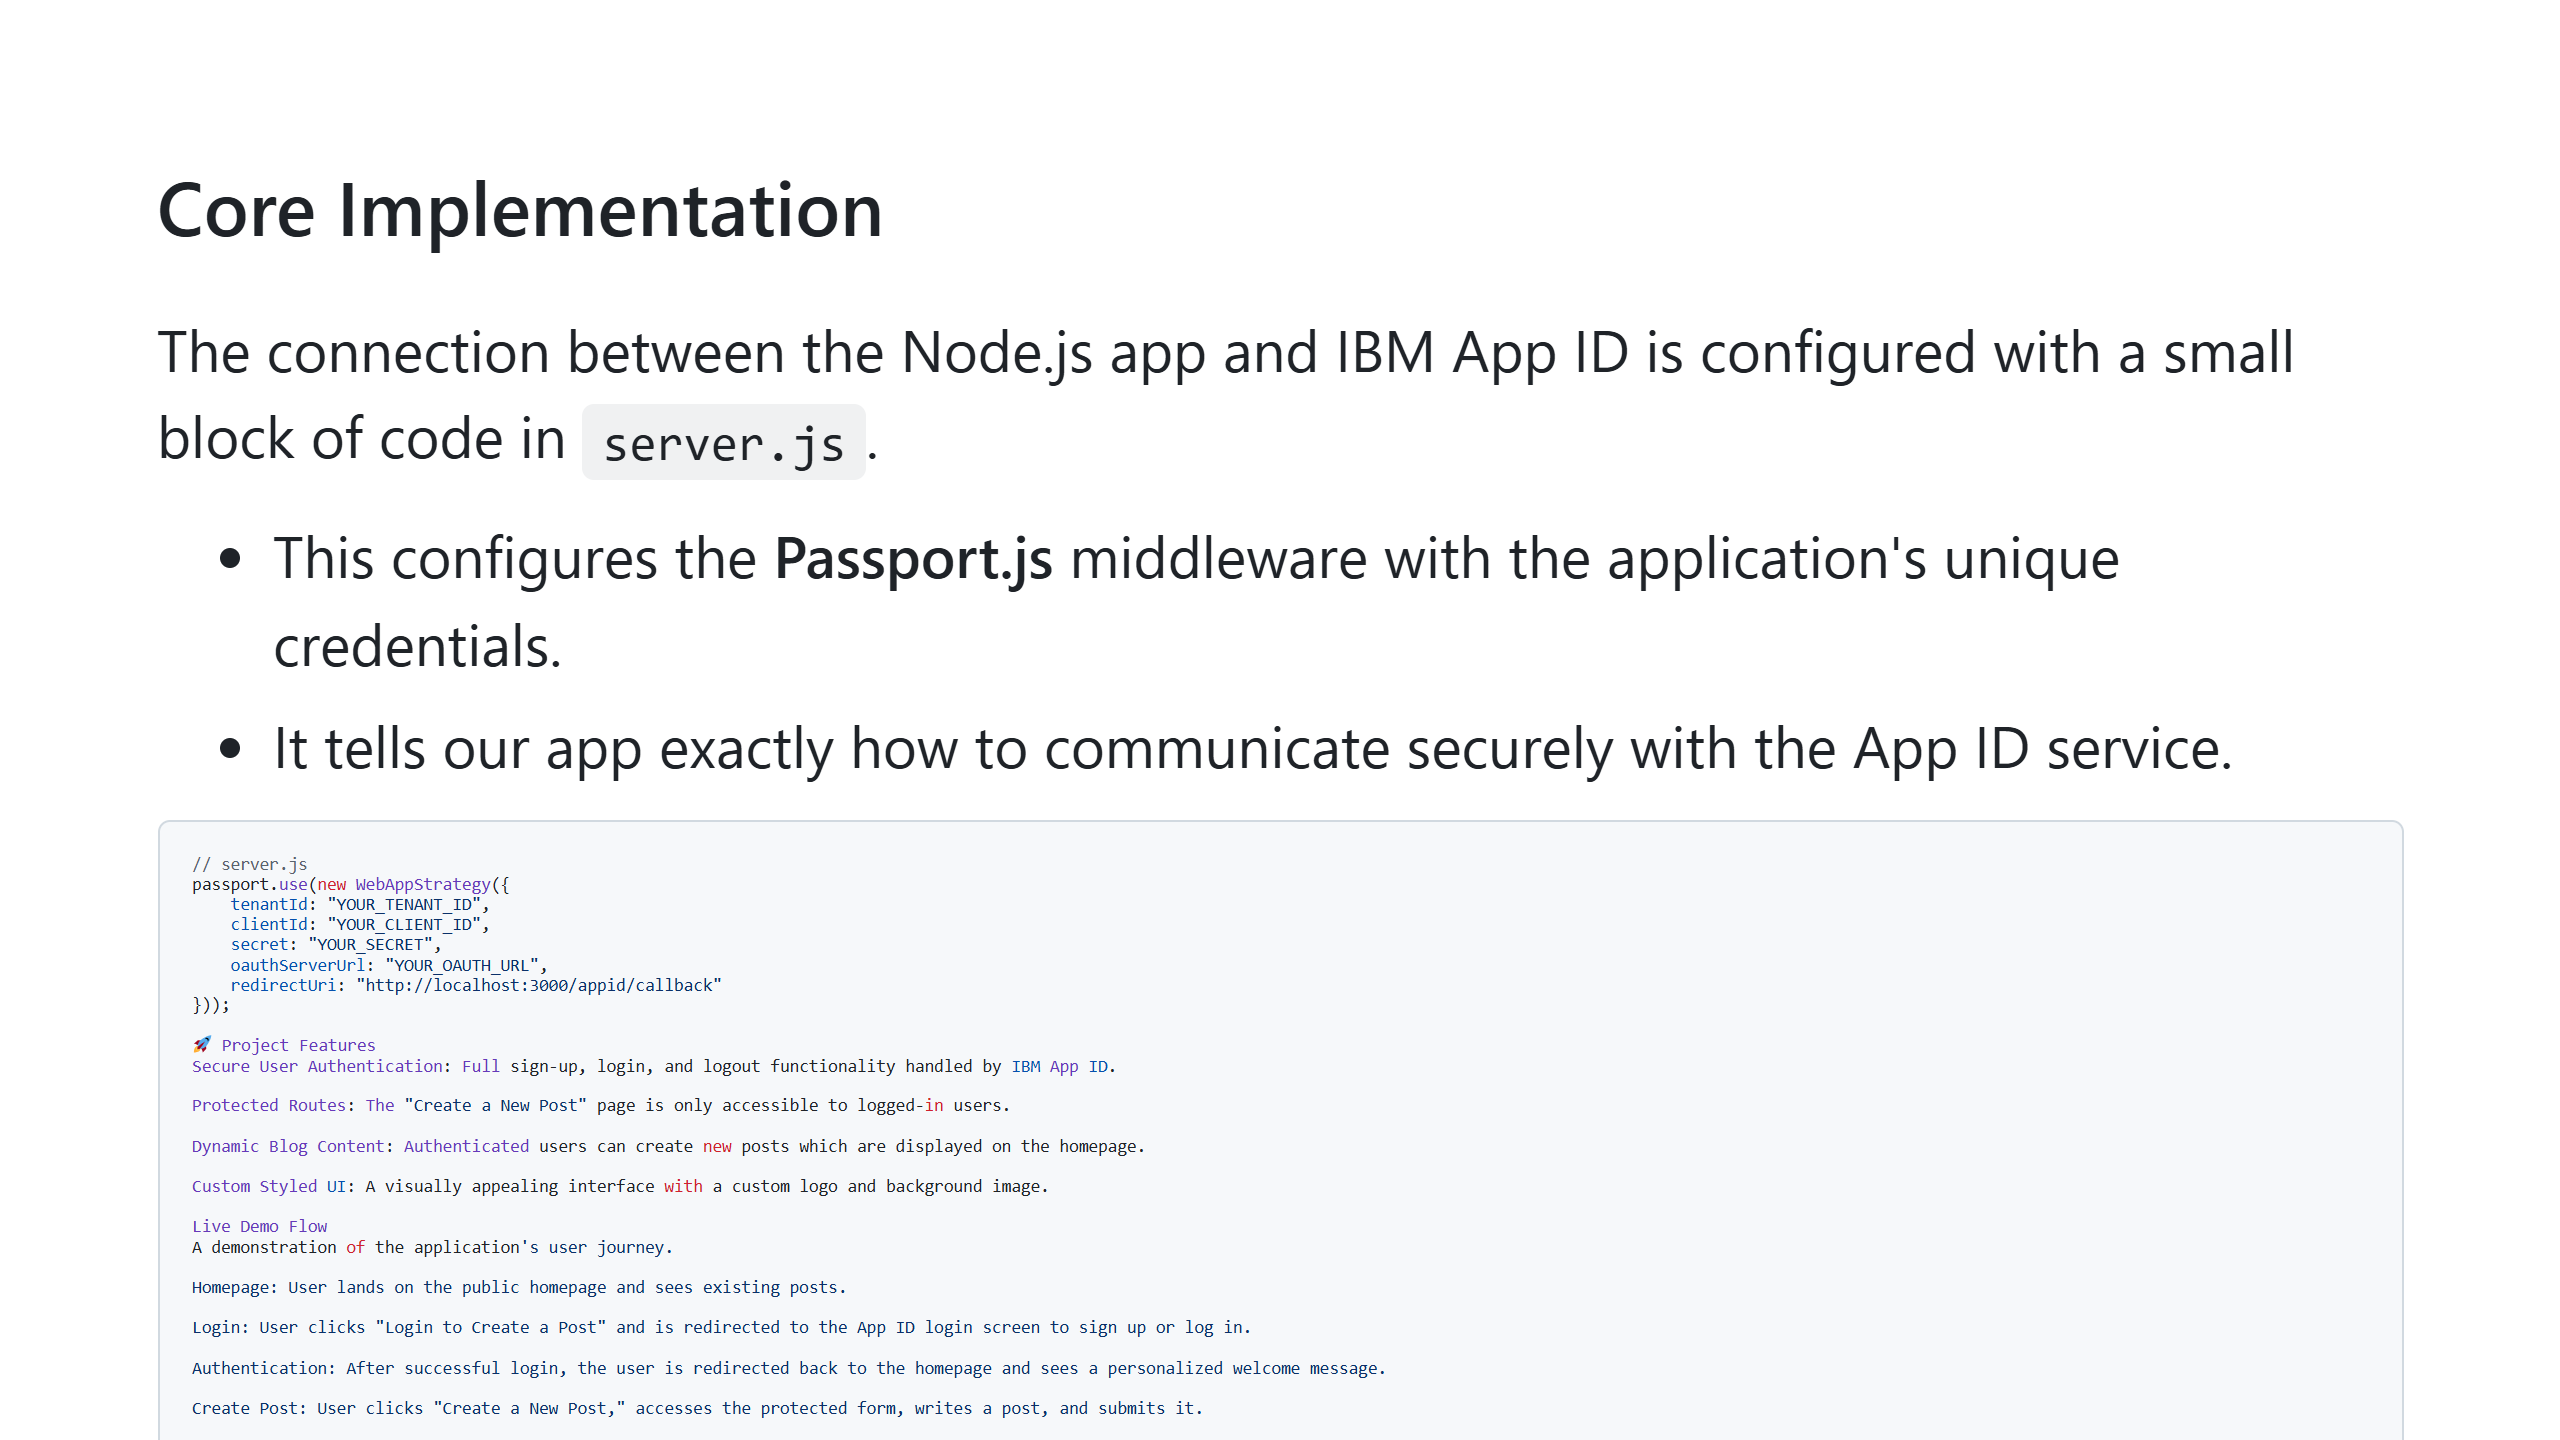 Core Implementation
The connection between the Node.js app and IBM App ID is configured with a small
block of code in server.js.
• This configures the Passport.js middleware with the application's unique
credentials.
• It tells our app exactly how to communicate securely with the App ID service.
// server.js
passport.use(new WebAppStrategy({
    tenantId: "YOUR_TENANT_ID",
    clientId: "YOUR_CLIENT_ID",
    secret: "YOUR_SECRET",
    oauthServerUrl: "YOUR_OAUTH_URL",
    redirectUri: "http://localhost:3000/appid/callback"
}));
🚀 Project Features
Secure User Authentication: Full sign-up, login, and logout functionality handled by IBM App ID.
Protected Routes: The "Create a New Post" page is only accessible to logged-in users.
Dynamic Blog Content: Authenticated users can create new posts which are displayed on the homepage.
Custom Styled UI: A visually appealing interface with a custom logo and background image.
Live Demo Flow
A demonstration of the application's user journey.
Homepage: User lands on the public homepage and sees existing posts.
Login: User clicks "Login to Create a Post" and is redirected to the App ID login screen to sign up or log in.
Authentication: After successful login, the user is redirected back to the homepage and sees a personalized welcome message.
Create Post: User clicks "Create a New Post," accesses the protected form, writes a post, and submits it.